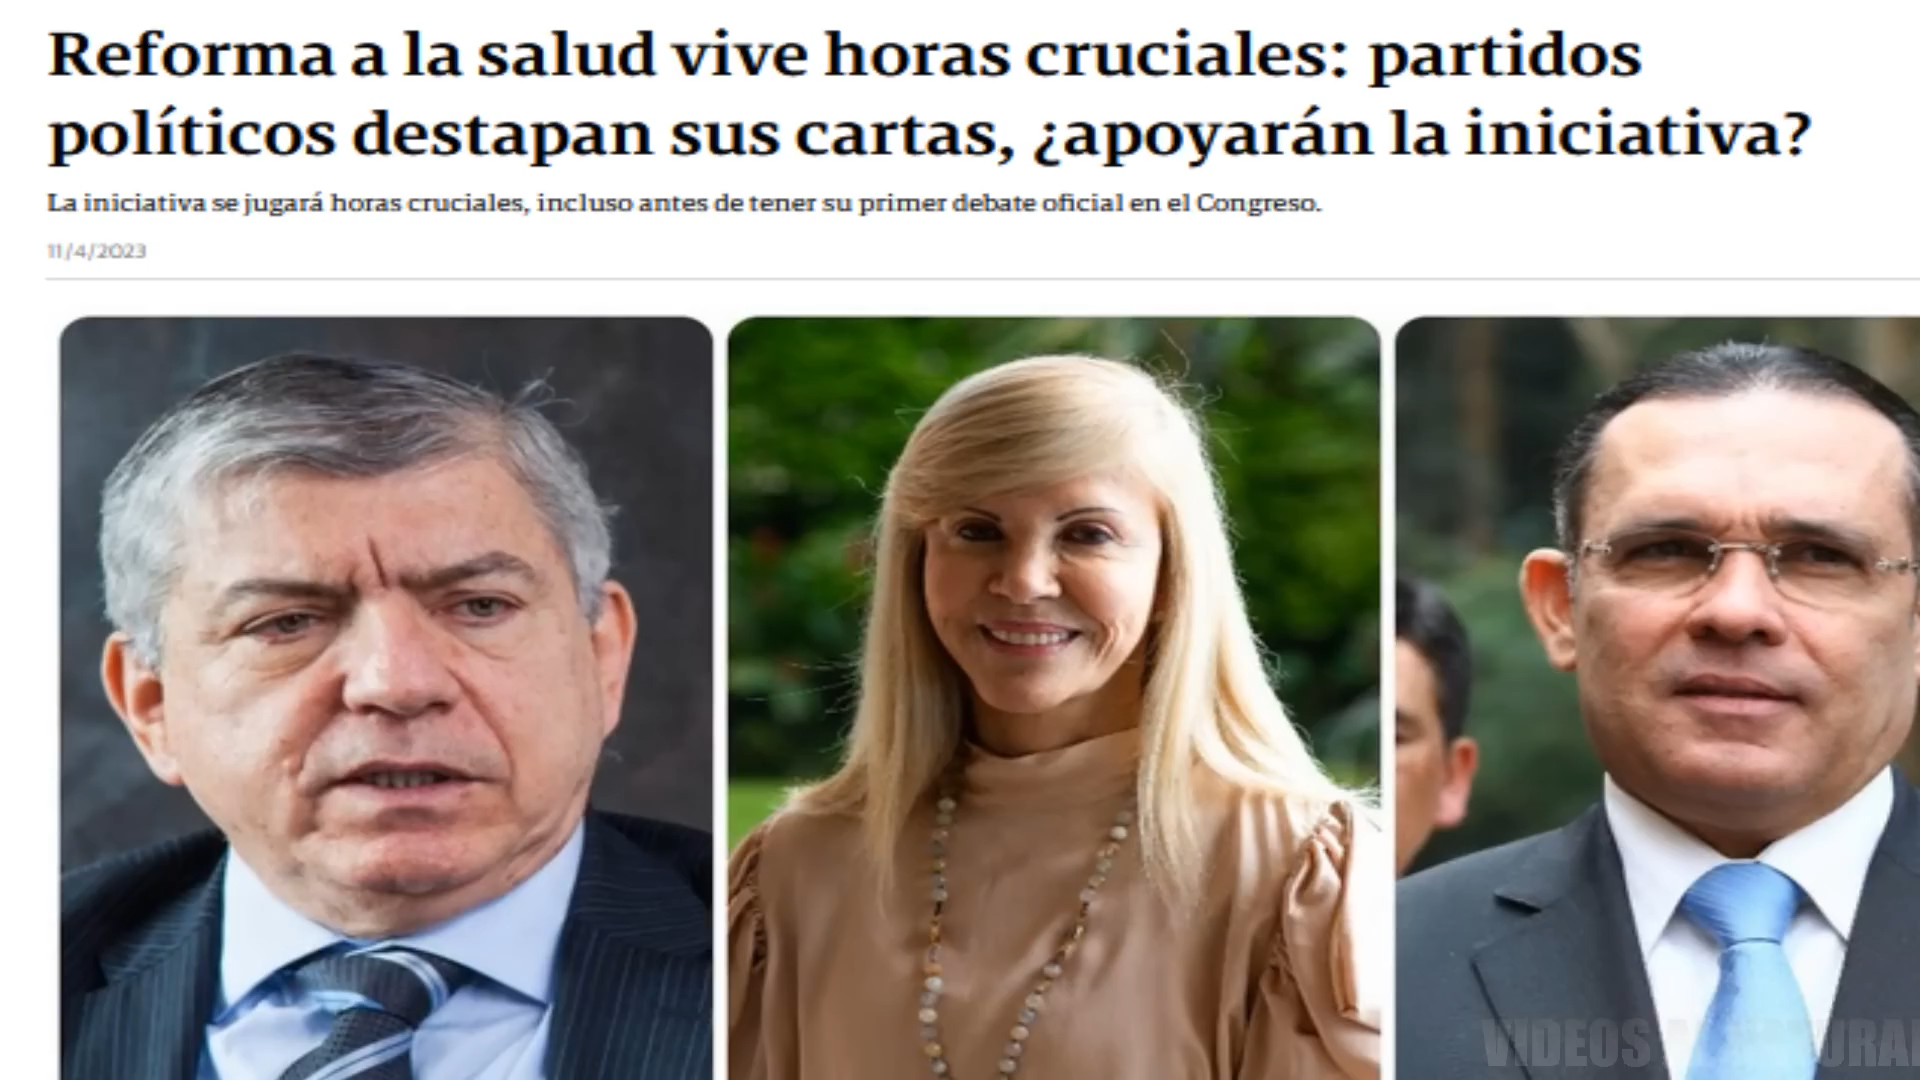 Reforma a la salud vive horas cruciales: partidos
políticos destapan sus cartas, ¿apoyarán la iniciativa?
La iniciativa se jugará horas cruciales, incluso antes de tener su primer debate oficial en el Congreso.
11/4/2023
VIDEOS